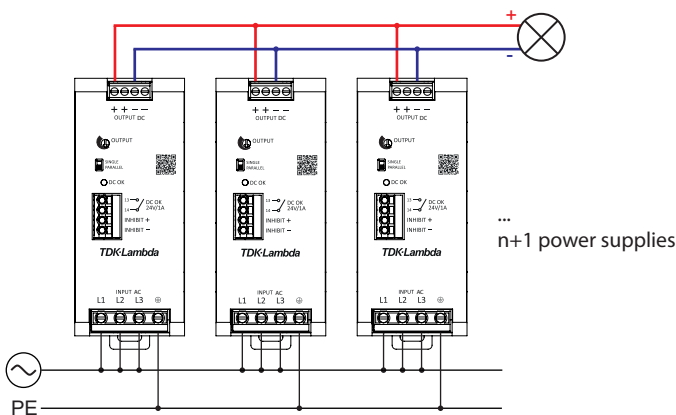 +
-
+ + − −
OUTPUT DC
OUTPUT
SINGLE
PARALLEL
DC OK
13
14
DC OK
24V/1A
INHIBIT +
INHIBIT −
TDK·Lambda
INPUT AC
L1 L2 L3
+ + − −
OUTPUT DC
OUTPUT
SINGLE
PARALLEL
DC OK
13
14
DC OK
24V/1A
INHIBIT +
INHIBIT −
TDK·Lambda
INPUT AC
L1 L2 L3
+ + − −
OUTPUT DC
OUTPUT
SINGLE
PARALLEL
DC OK
13
14
DC OK
24V/1A
INHIBIT +
INHIBIT −
TDK·Lambda
INPUT AC
L1 L2 L3
...
n+1 power supplies
PE